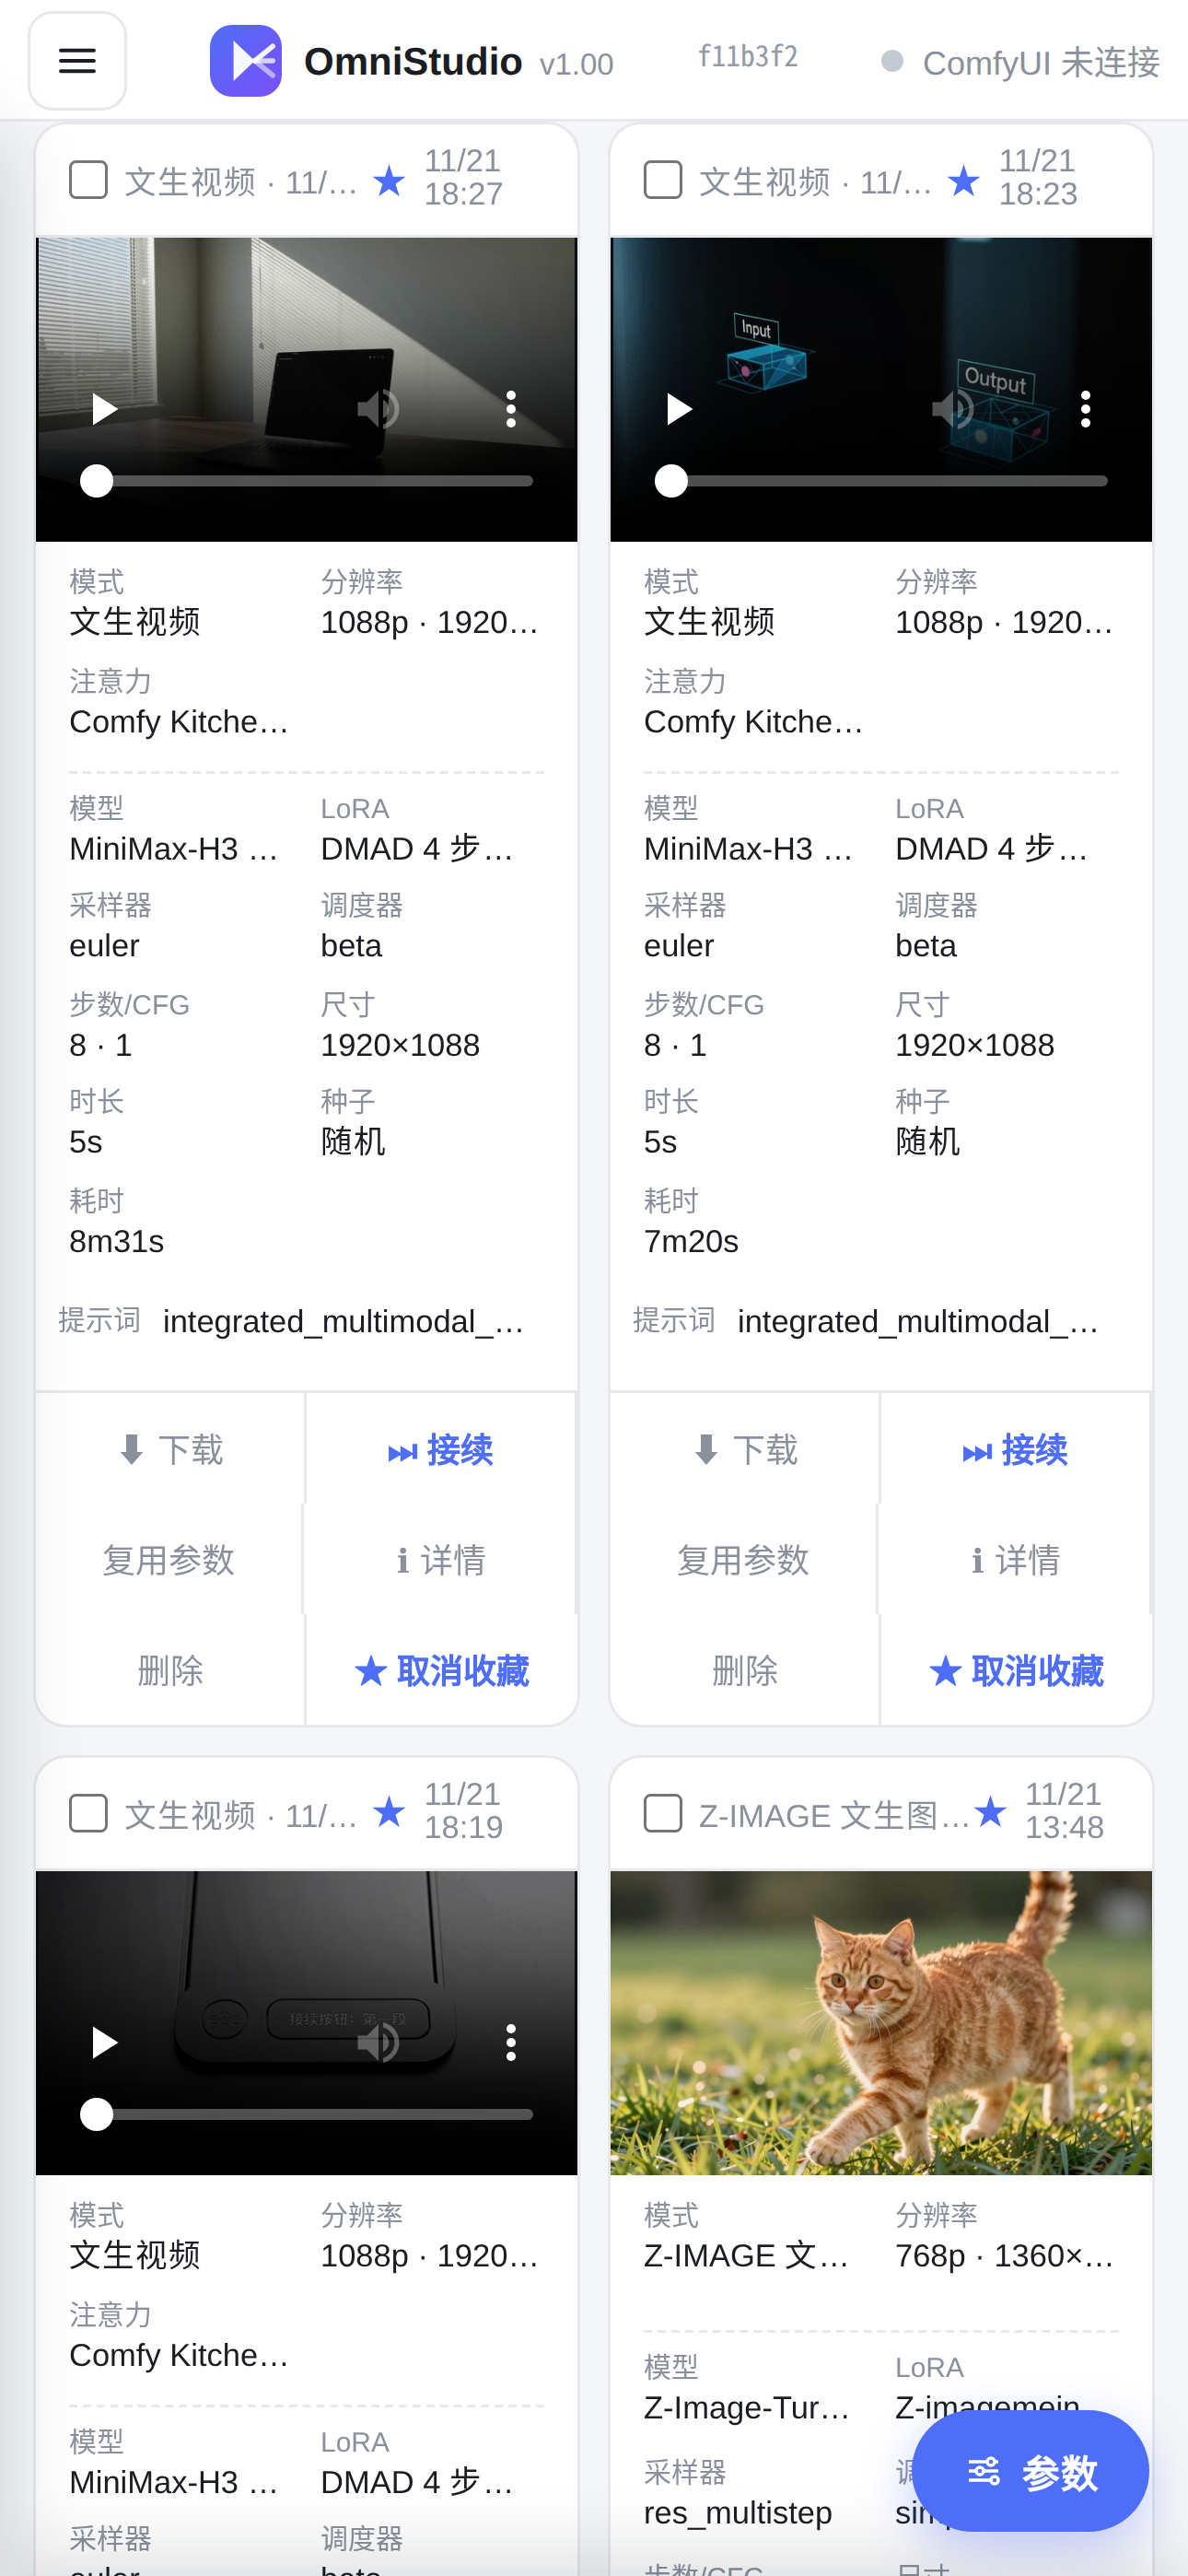 OmniStudio v1.00 f11b3f2 ComfyUI 未连接
文生视频 · 11/… ★ 11/21 18:27
Input
Output
模式 分辨率
文生视频 1088p · 1920…
注意力
Comfy Kitche…
模型 LoRA
MiniMax-H3 … DMAD 4 步…
采样器 调度器
euler beta
步数/CFG 尺寸
8 · 1 1920×1088
时长 种子
5s 随机
耗时
8m31s
提示词 integrated_multimodal_…
下载 接续
复用参数 详情
删除 ★ 取消收藏
文生视频 · 11/… ★ 11/21 18:23
模式 分辨率
文生视频 1088p · 1920…
注意力
Comfy Kitche…
模型 LoRA
MiniMax-H3 … DMAD 4 步…
采样器 调度器
euler beta
步数/CFG 尺寸
8 · 1 1920×1088
时长 种子
5s 随机
耗时
7m20s
提示词 integrated_multimodal_…
下载 接续
复用参数 详情
删除 ★ 取消收藏
文生视频 · 11/… ★ 11/21 18:19
接续按钮：第一段
模式 分辨率
文生视频 1088p · 1920…
注意力
Comfy Kitche…
模型 LoRA
MiniMax-H3 … DMAD 4 步…
采样器 调度器
Z-IMAGE 文生图… ★ 11/21 13:48
模式 分辨率
Z-IMAGE 文… 768p · 1360×…
模型 LoRA
Z-Image-Tur… Z-imagemein
采样器
res_multistep
参数